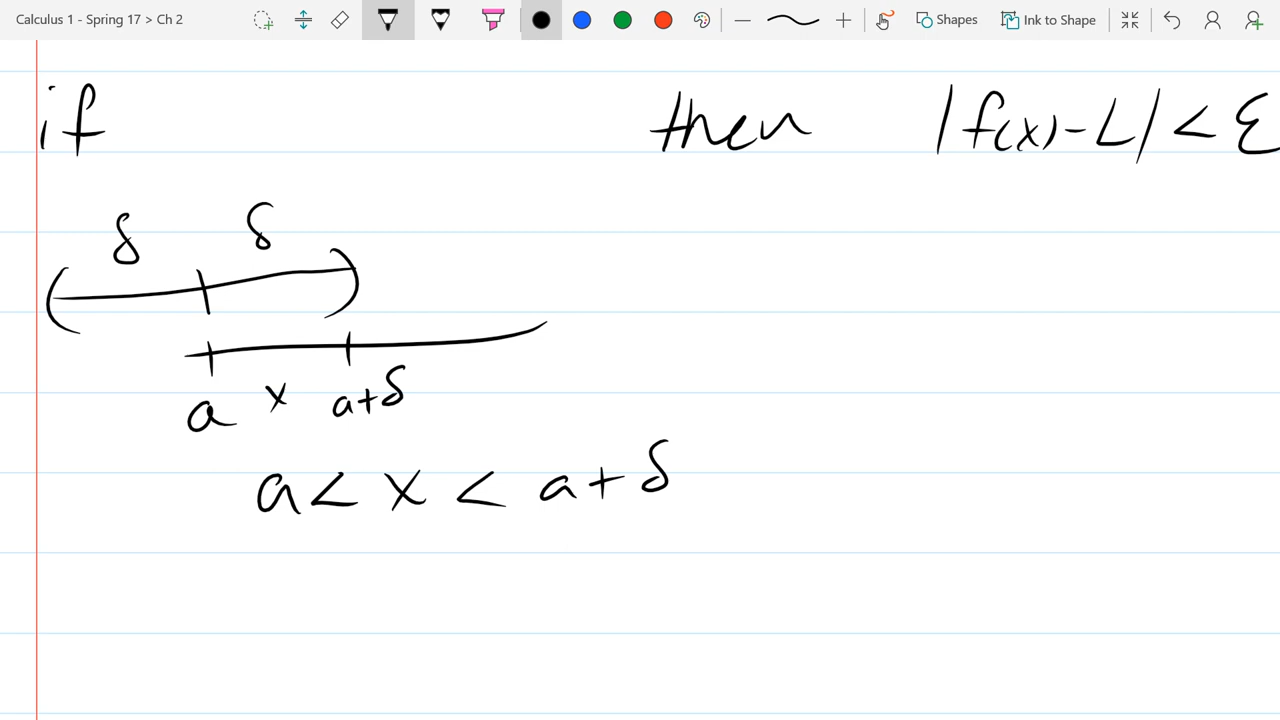 Calculus 1 - Spring 17 > Ch 2 Shapes Ink to Shape
if then |f(x)-L| < ε
δ δ
a x a+δ
a < x < a + δ